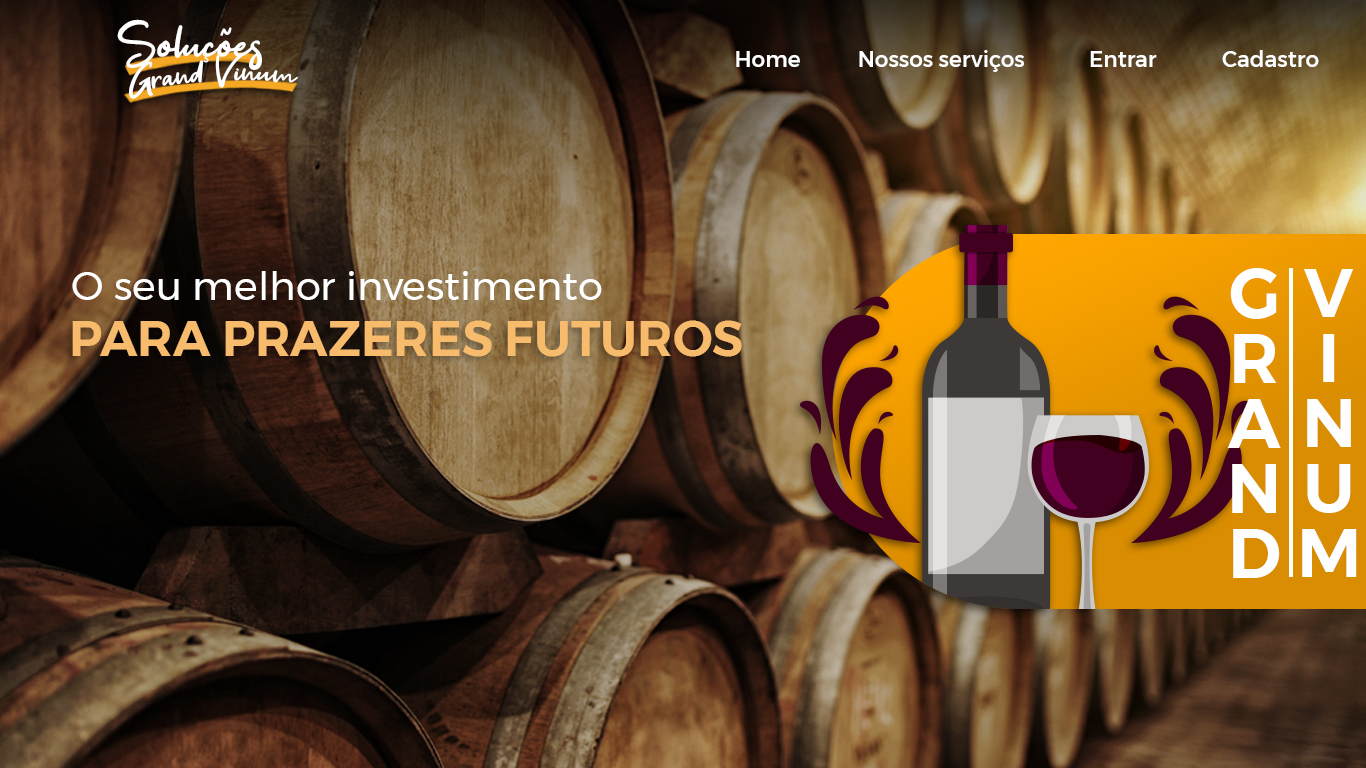 Soluções
Grand Vinum
Home
Nossos serviços
Entrar
Cadastro
O seu melhor investimento
PARA PRAZERES FUTUROS
GRAND
VINUM